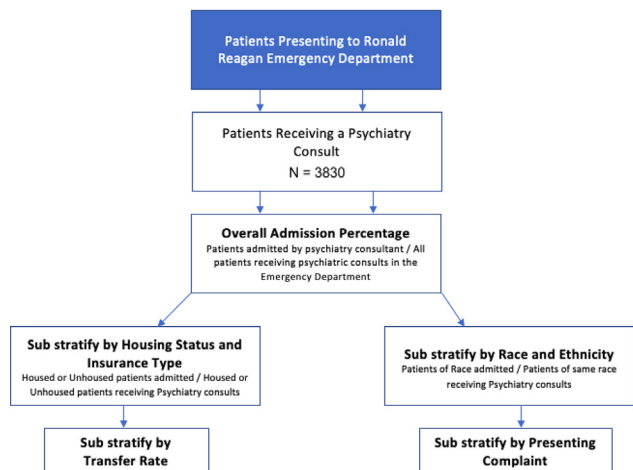 Patients Presenting to Ronald
Reagan Emergency Department
Patients Receiving a Psychiatry
Consult
N = 3830
Overall Admission Percentage
Patients admitted by psychiatry consultant / All
patients receiving psychiatric consults in the
Emergency Department
Sub stratify by Housing Status and
Insurance Type
Housed or Unhoused patients admitted / Housed or
Unhoused patients receiving Psychiatry consults
Sub stratify by Race and Ethnicity
Patients of Race admitted / Patients of same race
receiving Psychiatry consults
Sub stratify by
Transfer Rate
Sub stratify by Presenting
Complaint